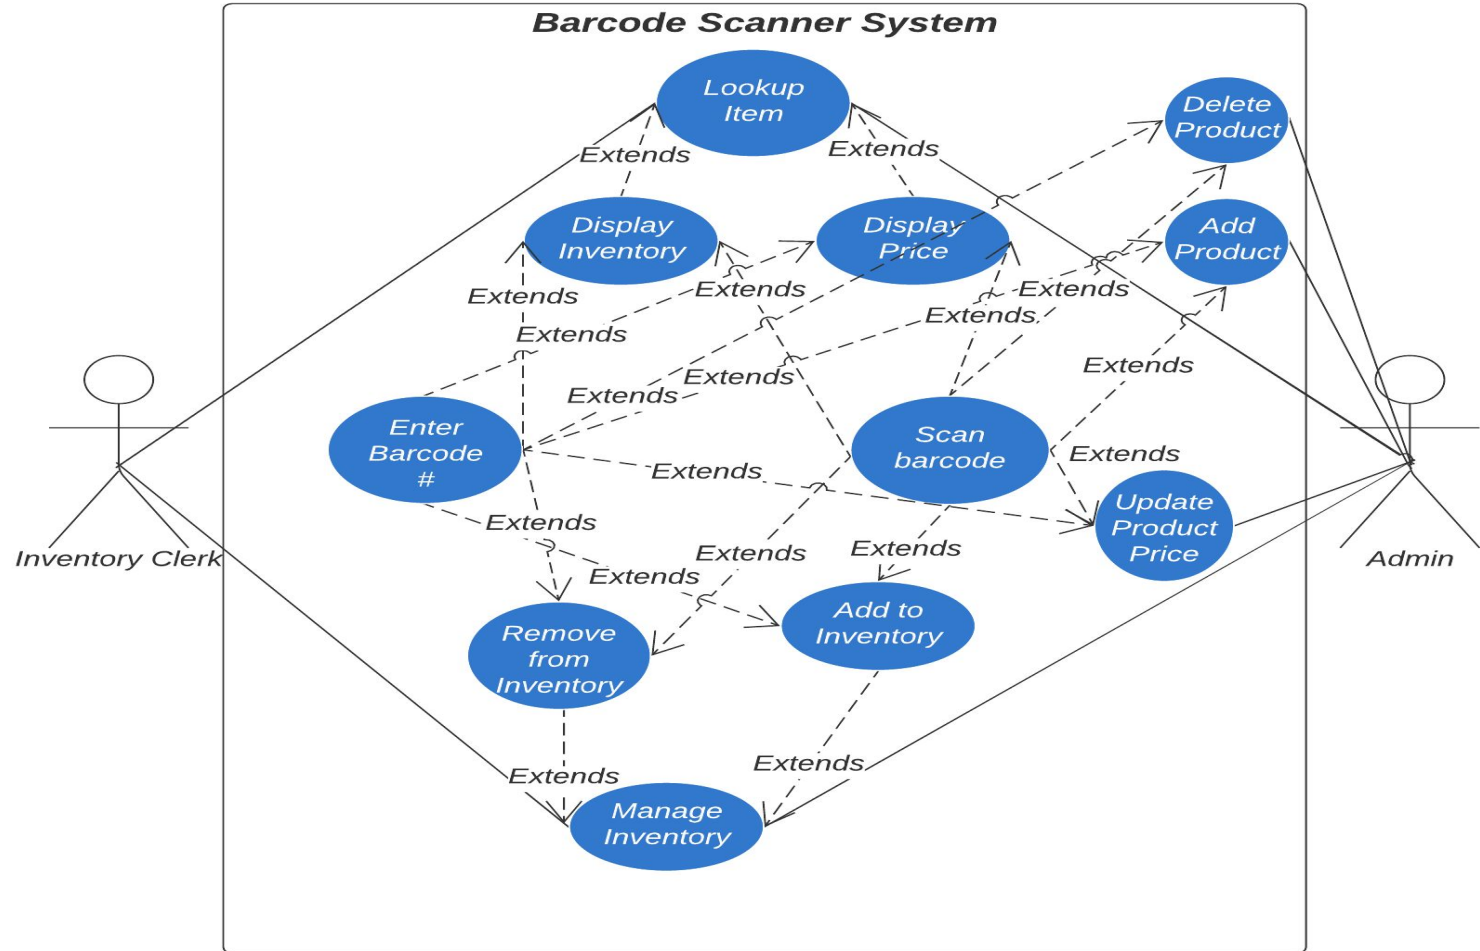 Barcode Scanner System
Lookup
Item
Delete
Product
Extends
Extends
Display
Inventory
Display
Price
Add
Product
Extends
Extends
Extends
Extends
Extends
Extends
Extends
Extends
Enter
Barcode
#
Scan
barcode
Extends
Extends
Update
Product
Price
Extends
Extends
Extends
Inventory Clerk
Admin
Extends
Remove
from
Inventory
Add to
Inventory
Extends
Extends
Manage
Inventory